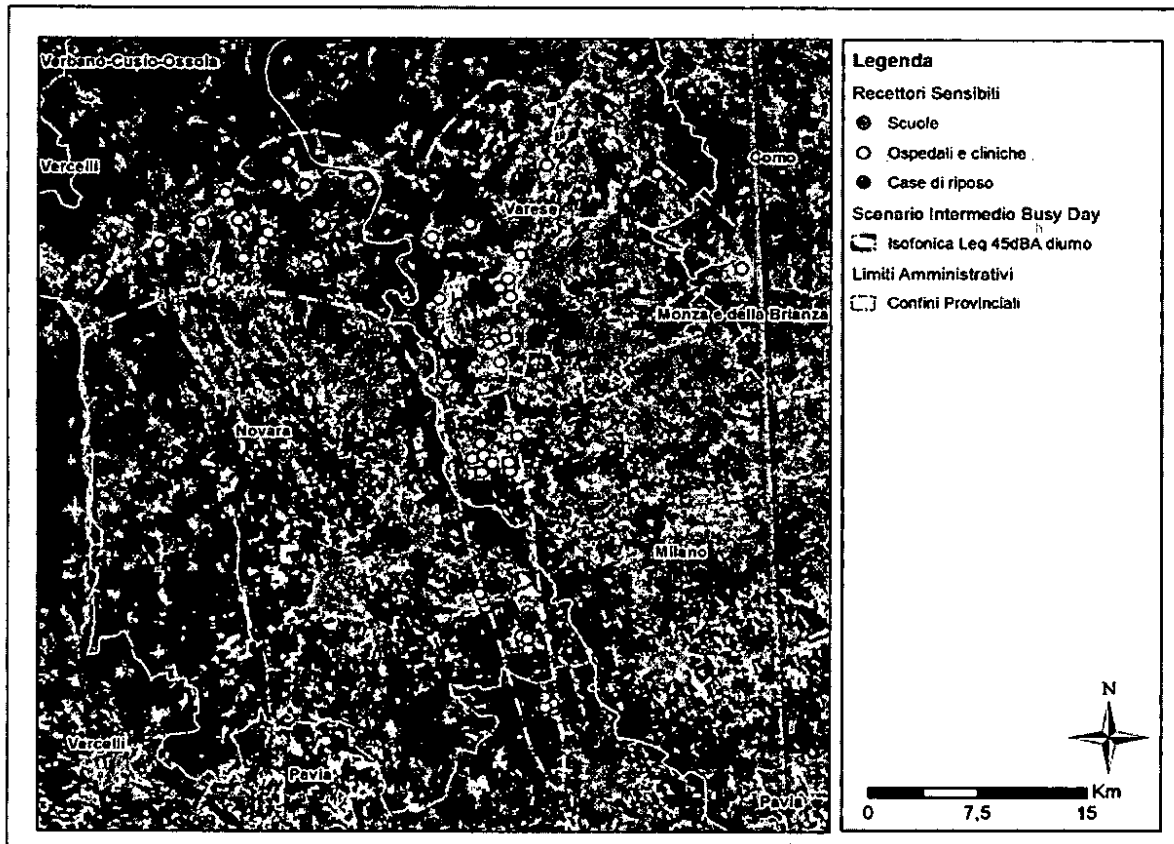 Verbano-Cusio-Ossola
Vercelli
Como
Varese
Monza e della Brianza
Novara
Milano
Vercelli
Pavia
Pavia
Legenda
Recettori Sensibili
Scuole
Ospedali e cliniche
Case di riposo
Scenario Intermedio Busy Day
Isofonica Leq 45dBA diurno
Limiti Amministrativi
Confini Provinciali
N
Km
0 7,5 15